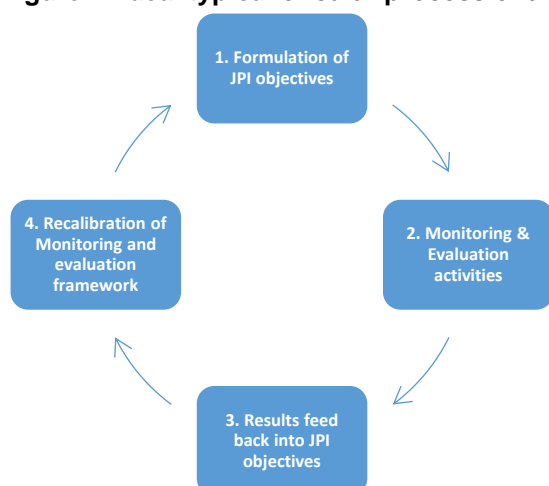 1. Formulation of
JPI objectives
2. Monitoring &
Evaluation
activities
3. Results feed
back into JPI
objectives
4. Recalibration of
Monitoring and
evaluation
framework